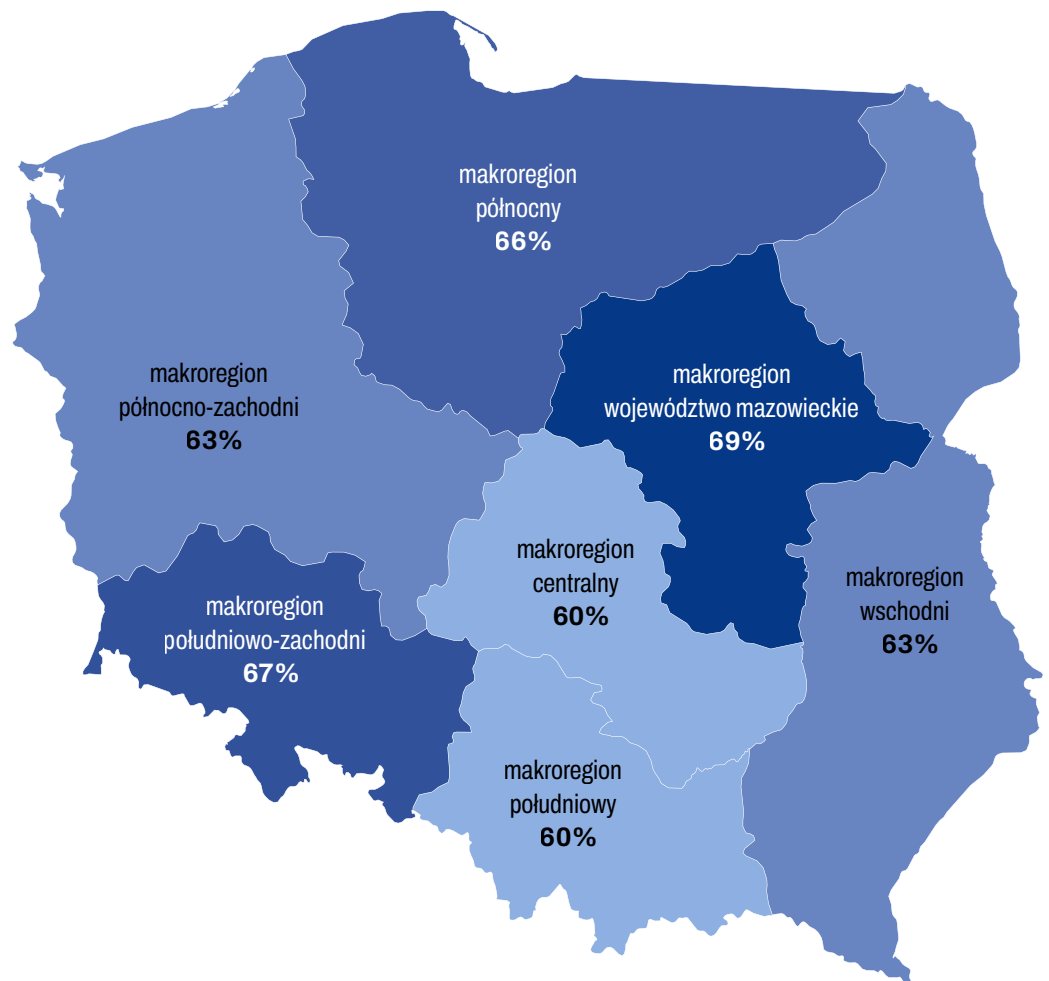 makroregion
północny
66%
makroregion
północno-zachodni
63%
makroregion
województwo mazowieckie
69%
makroregion
centralny
60%
makroregion
wschodni
63%
makroregion
południowo-zachodni
67%
makroregion
południowy
60%